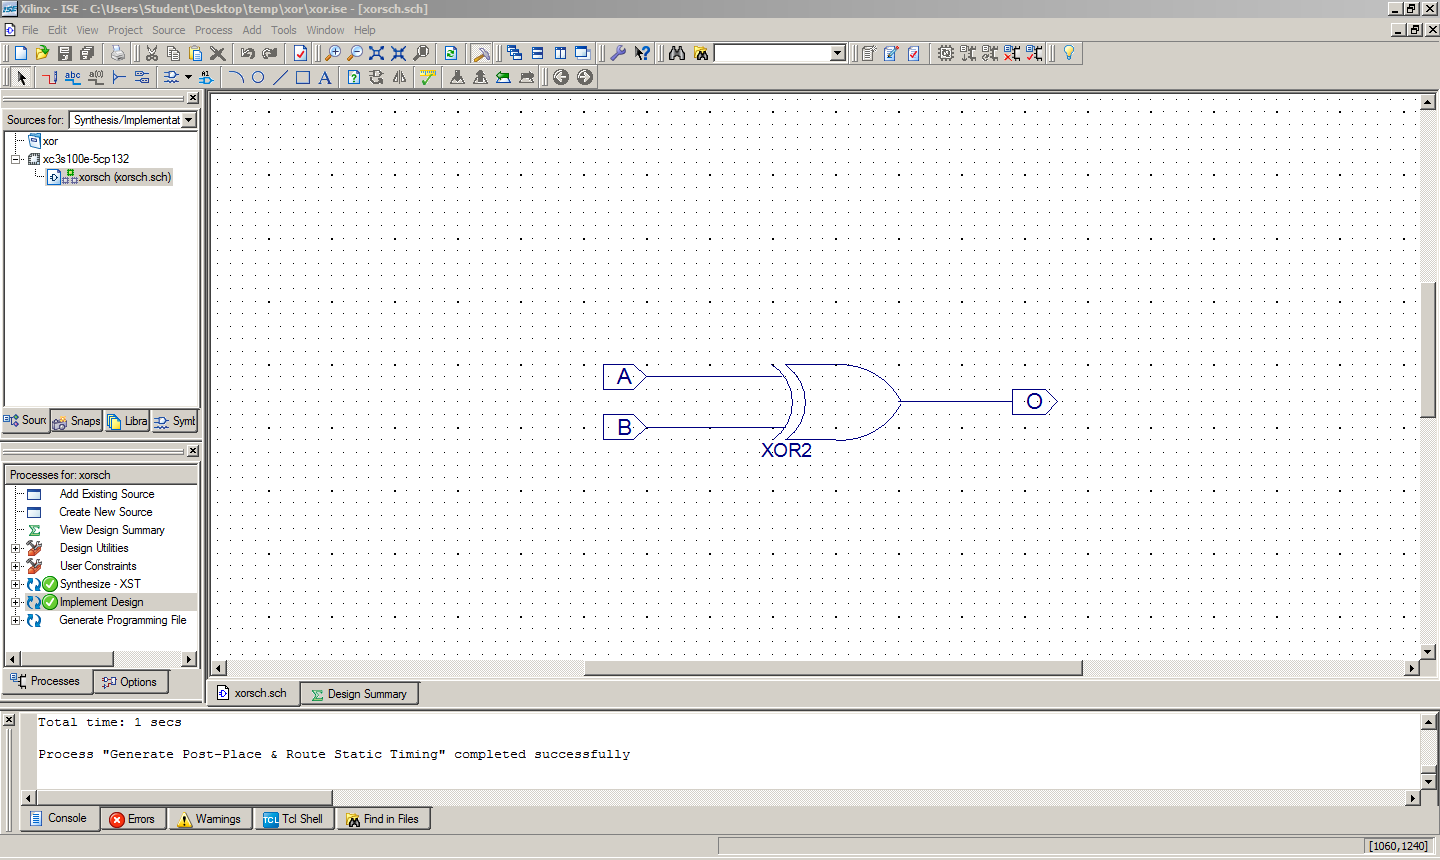 Xilinx - ISE - C:\Users\Student\Desktop\temp\xor\xor.ise - [xorsch.sch]
File Edit View Project Source Process Add Tools Window Help
Sources for: Synthesis/Implementat
xor
xc3s100e-5cp132
xorsch (xorsch.sch)
Sourc Snaps Libra Symb
Processes for: xorsch
Add Existing Source
Create New Source
View Design Summary
Design Utilities
User Constraints
Synthesize - XST
Implement Design
Generate Programming File
Processes Options
A
B
XOR2
O
xorsch.sch Design Summary
Total time: 1 secs
Process "Generate Post-Place & Route Static Timing" completed successfully
Console Errors Warnings TCL Tcl Shell Find in Files
[1060,1240]